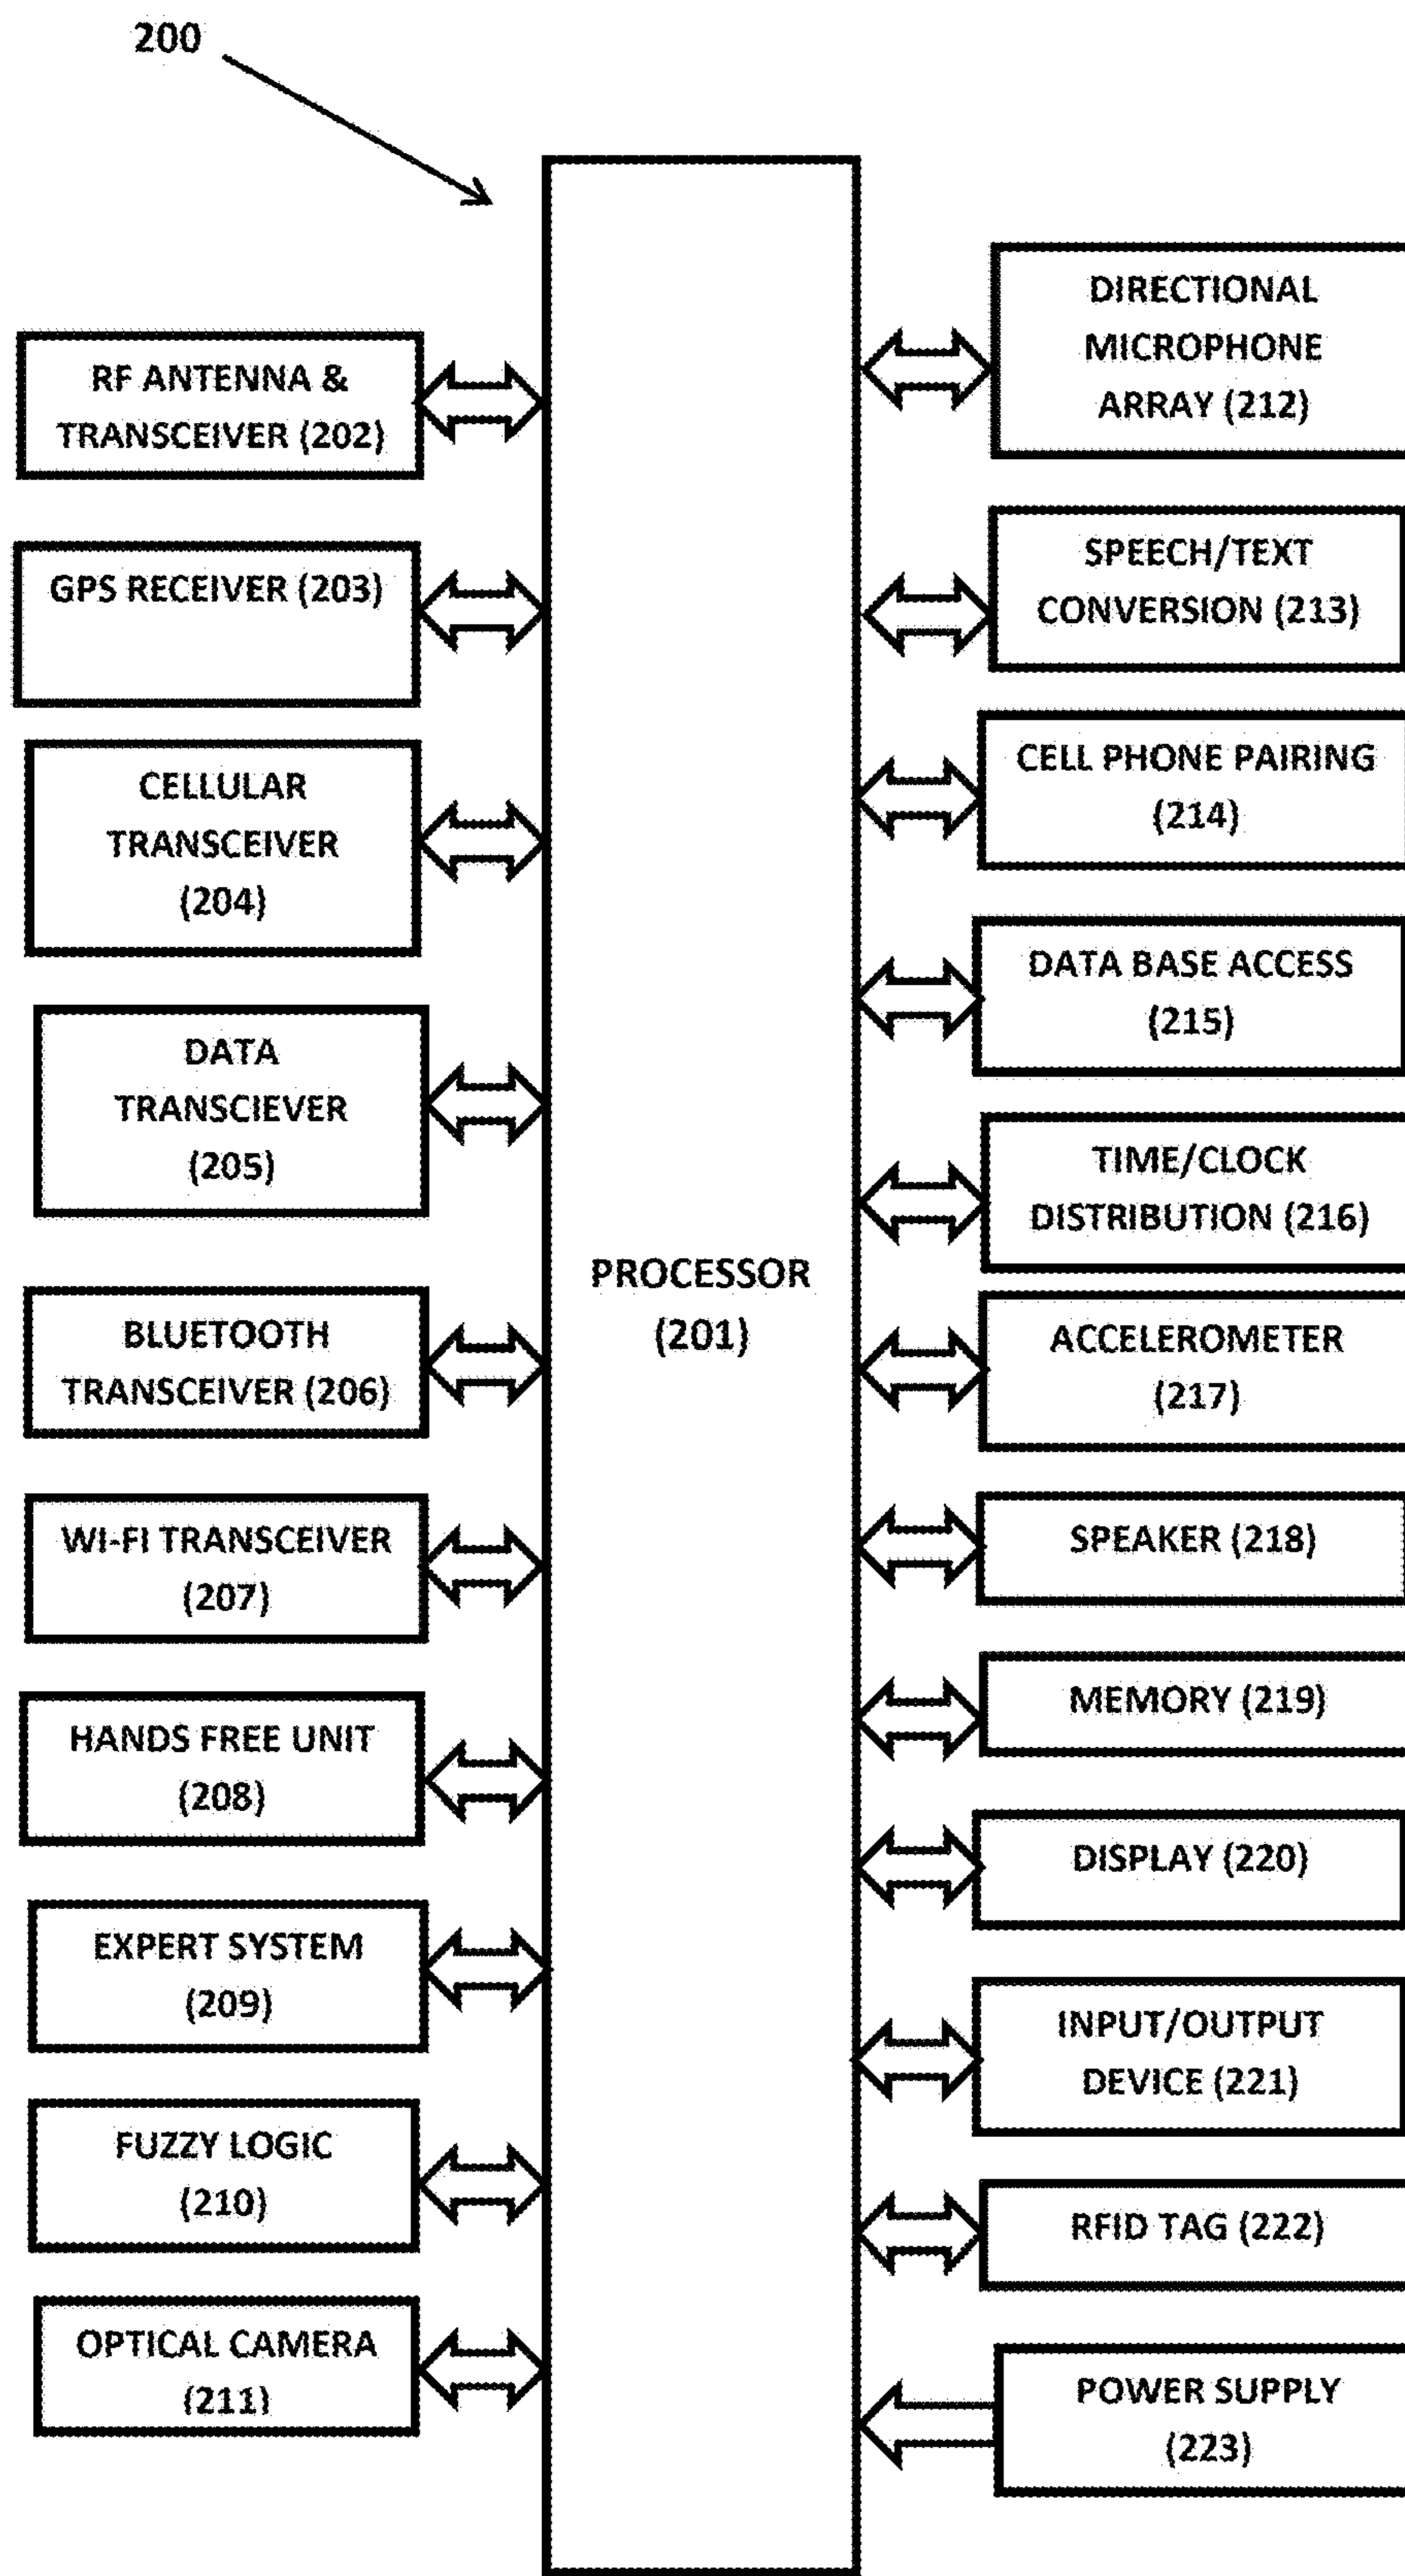 200
RF ANTENNA &
TRANSCEIVER (202)
GPS RECEIVER (203)
CELLULAR
TRANSCEIVER
(204)
DATA
TRANSCIEVER
(205)
BLUETOOTH
TRANSCEIVER (206)
WI-FI TRANSCEIVER
(207)
HANDS FREE UNIT
(208)
EXPERT SYSTEM
(209)
FUZZY LOGIC
(210)
OPTICAL CAMERA
(211)
PROCESSOR
(201)
DIRECTIONAL
MICROPHONE
ARRAY (212)
SPEECH/TEXT
CONVERSION (213)
CELL PHONE PAIRING
(214)
DATA BASE ACCESS
(215)
TIME/CLOCK
DISTRIBUTION (216)
ACCELEROMETER
(217)
SPEAKER (218)
MEMORY (219)
DISPLAY (220)
INPUT/OUTPUT
DEVICE (221)
RFID TAG (222)
POWER SUPPLY
(223)